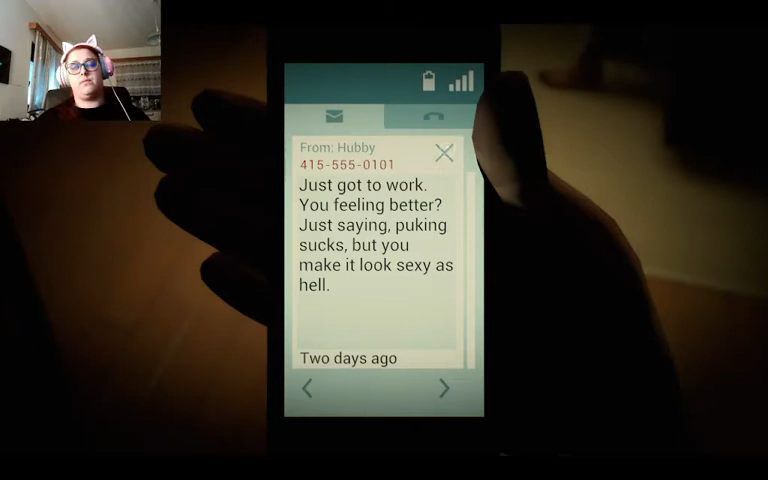 From: Hubby
415-555-0101
Just got to work.
You feeling better?
Just saying, puking
sucks, but you
make it look sexy as
hell.
Two days ago